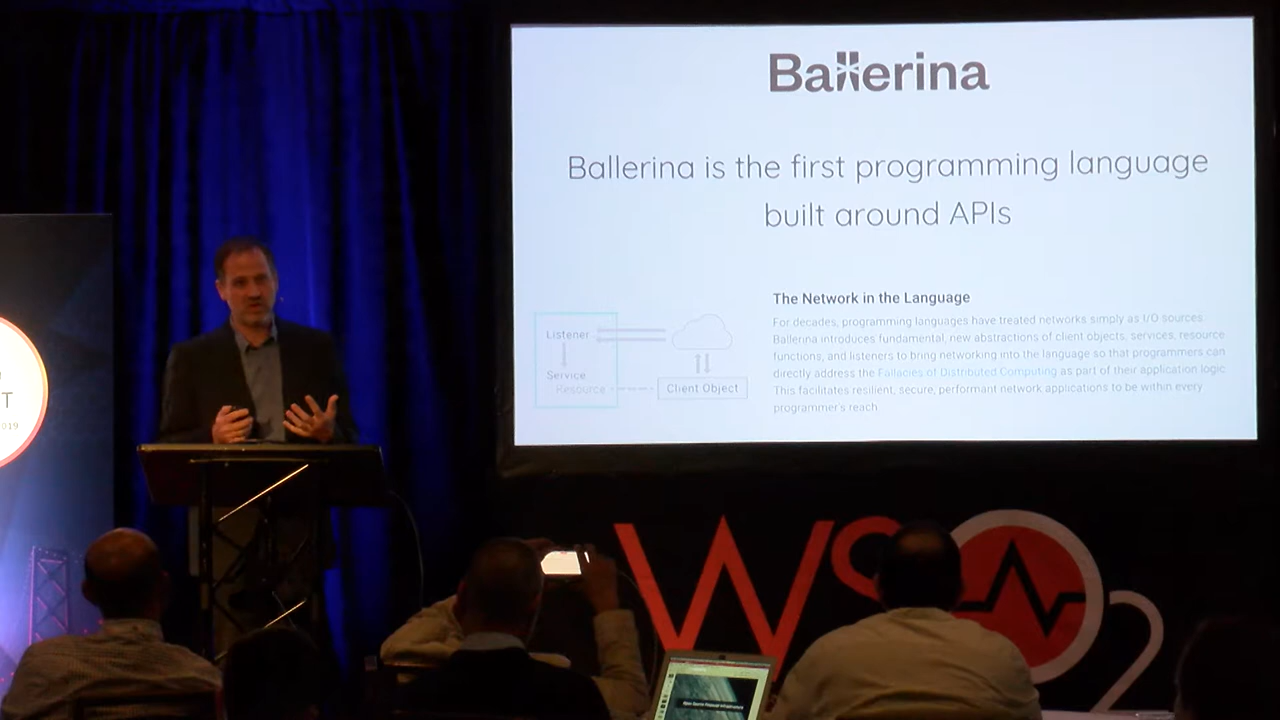 Ballerina
Ballerina is the first programming language
built around APIs
The Network in the Language
For decades, programming languages have treated networks simply as I/O sources.
Ballerina introduces fundamental, new abstractions of client objects, services, resource
functions, and listeners to bring networking into the language so that programmers can
directly address the Fallacies of Distributed Computing as part of their application logic.
This facilitates resilient, secure, performant network applications to be within every
programmer's reach
Listener
Service
Resource
Client Object
T
019
WSO2